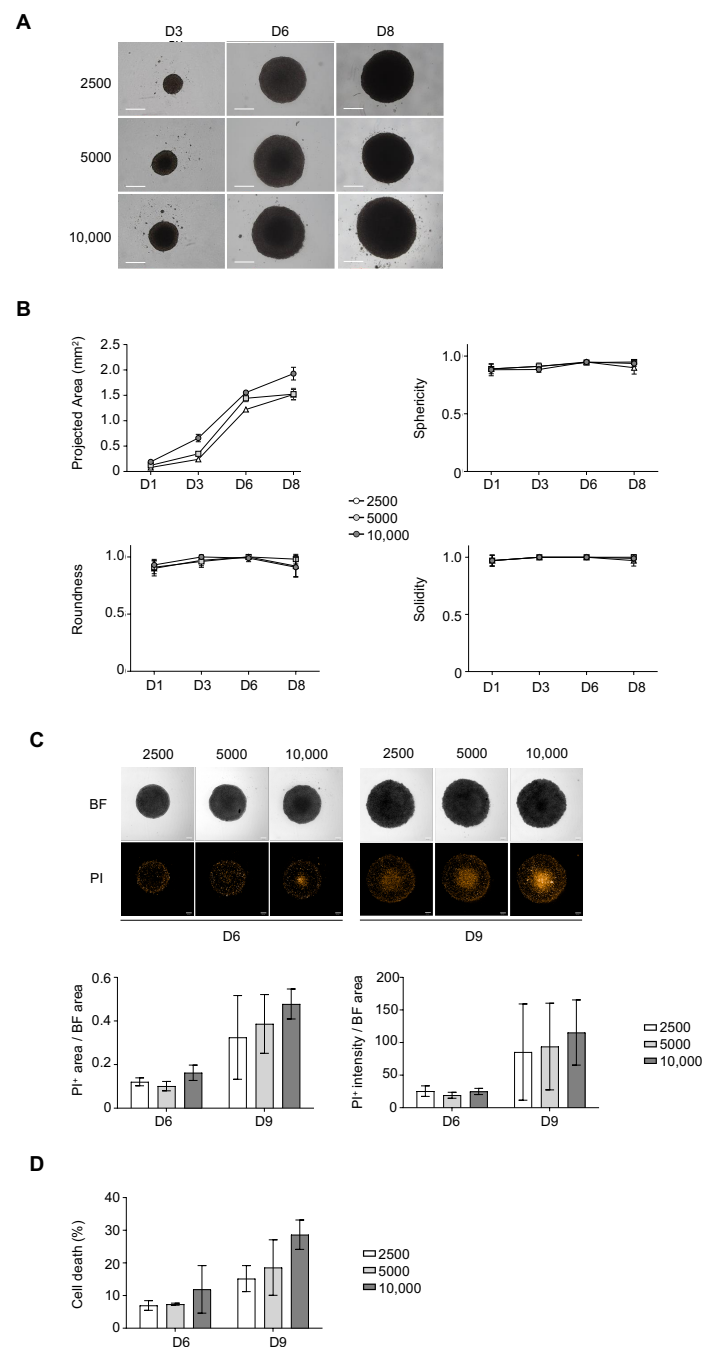 A
D3 D6 D8
2500
5000
10,000
B
Projected Area (mm²)
2.5
2.0
1.5
1.0
0.5
0
D1 D3 D6 D8
Sphericity
1.0
0.5
0
D1 D3 D6 D8
2500
5000
10,000
Roundness
1.0
0.5
0
D1 D3 D6 D8
Solidity
1.0
0.5
0
D1 D3 D6 D8
C
2500 5000 10,000 2500 5000 10,000
BF
PI
D6 D9
PI⁺ area / BF area
0.6
0.4
0.2
0
D6 D9
PI⁺ intensity / BF area
200
150
100
50
0
D6 D9
2500
5000
10,000
D
Cell death (%)
40
30
20
10
0
D6 D9
2500
5000
10,000